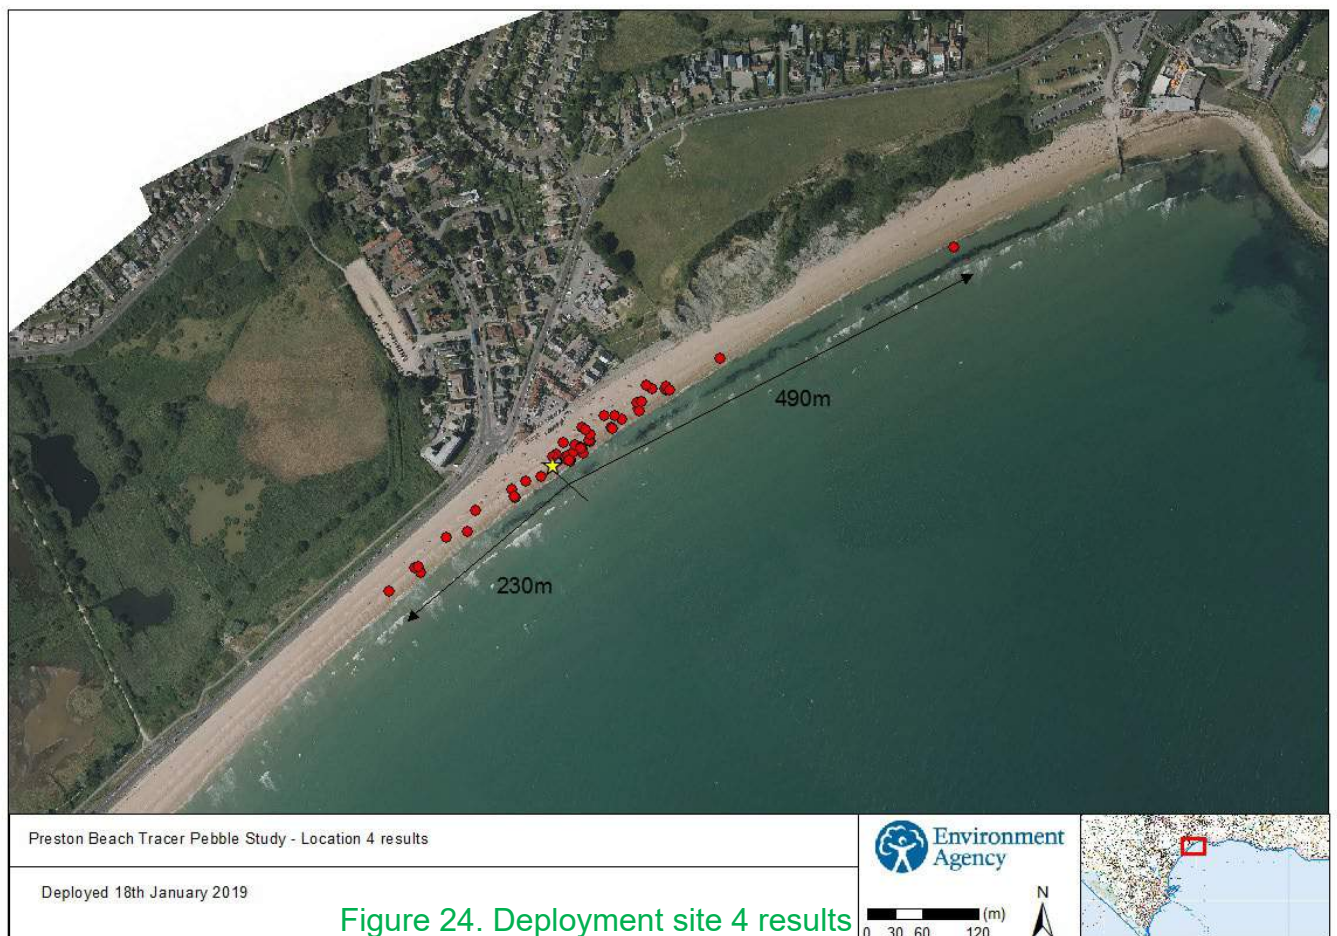 490m
230m
Preston Beach Tracer Pebble Study - Location 4 results
Deployed 18th January 2019
Environment
Agency
N
(m)
0 30 60 120
Figure 24. Deployment site 4 results